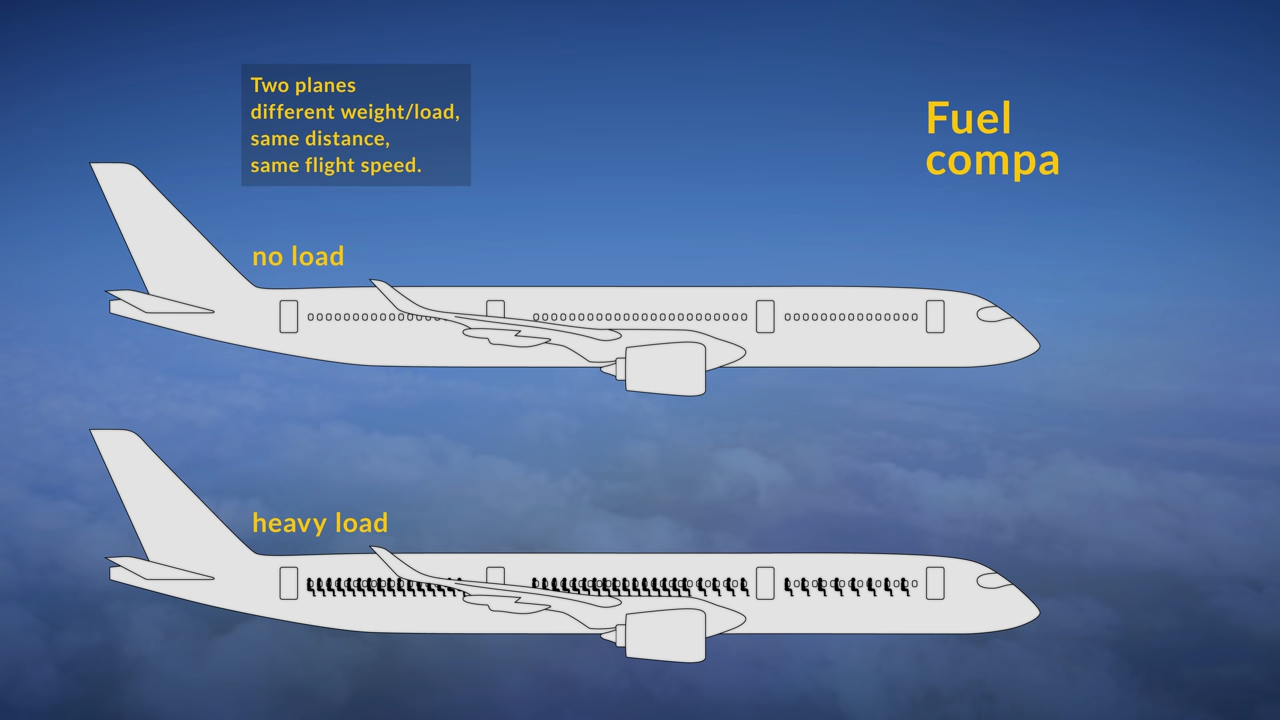 Two planes
different weight/load,
same distance,
same flight speed.
Fuel
compa
no load
heavy load